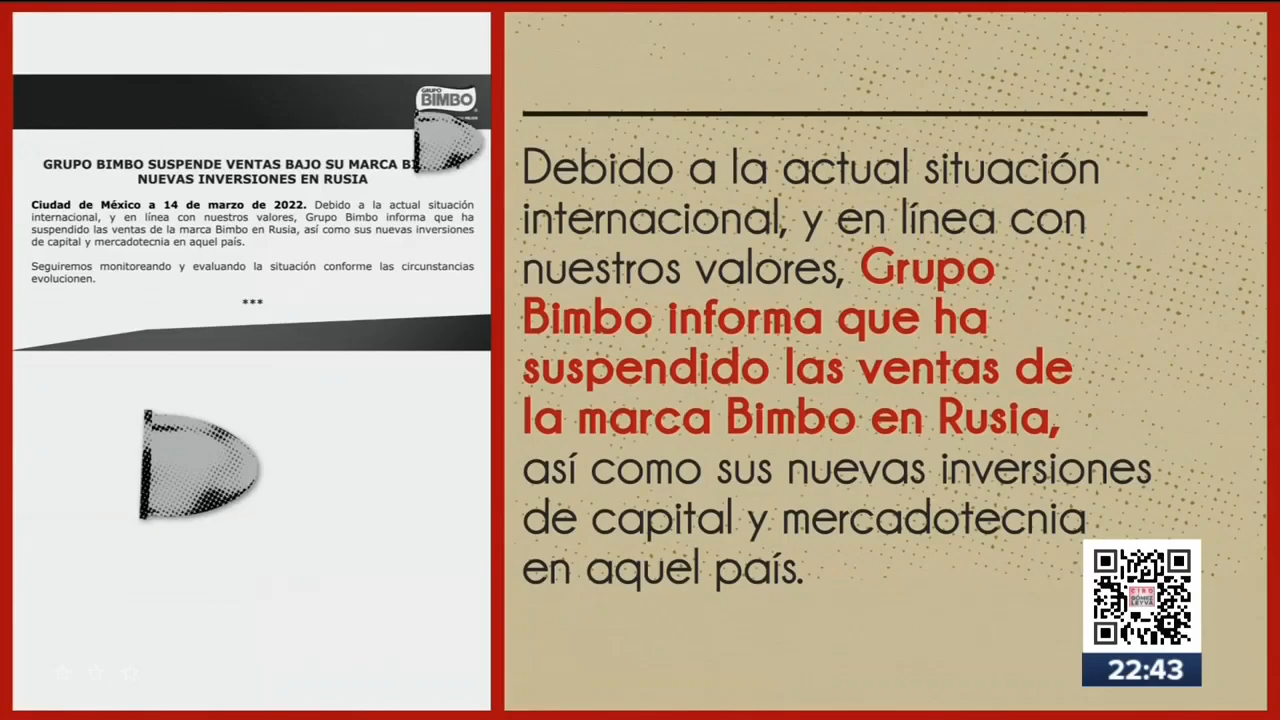 GRUPO
BIMBO
GRUPO BIMBO SUSPENDE VENTAS BAJO SU MARCA
NUEVAS INVERSIONES EN RUSIA
Ciudad de México a 14 de marzo de 2022. Debido a la actual situación
internacional, y en línea con nuestros valores, Grupo Bimbo informa que ha
suspendido las ventas de la marca Bimbo en Rusia, así como sus nuevas inversiones
de capital y mercadotecnia en aquel país.
Seguiremos monitoreando y evaluando la situación conforme las circunstancias
evolucionen.
***
Debido a la actual situación
internacional, y en línea con
nuestros valores, Grupo
Bimbo informa que ha
suspendido las ventas de
la marca Bimbo en Rusia,
así como sus nuevas inversiones
de capital y mercadotecnia
en aquel país.
CIRO
GÓMEZ
LEYVA
22:43